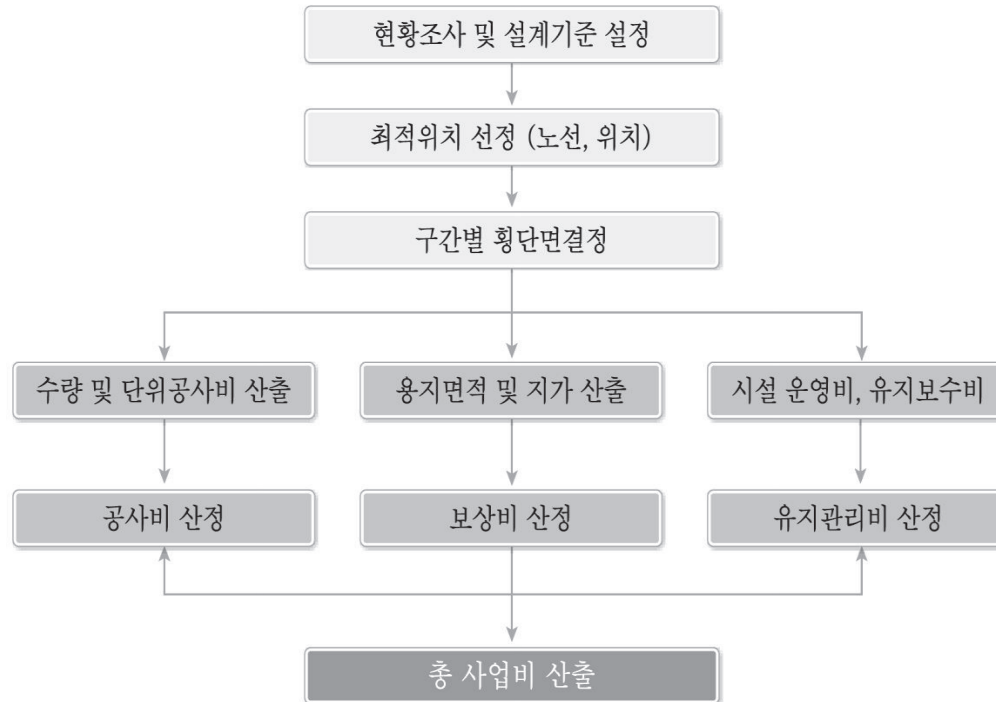 현황조사 및 설계기준 설정
최적위치 선정 (노선, 위치)
구간별 횡단면결정
수량 및 단위공사비 산출
용지면적 및 지가 산출
시설 운영비, 유지보수비
공사비 산정
보상비 산정
유지관리비 산정
총 사업비 산출